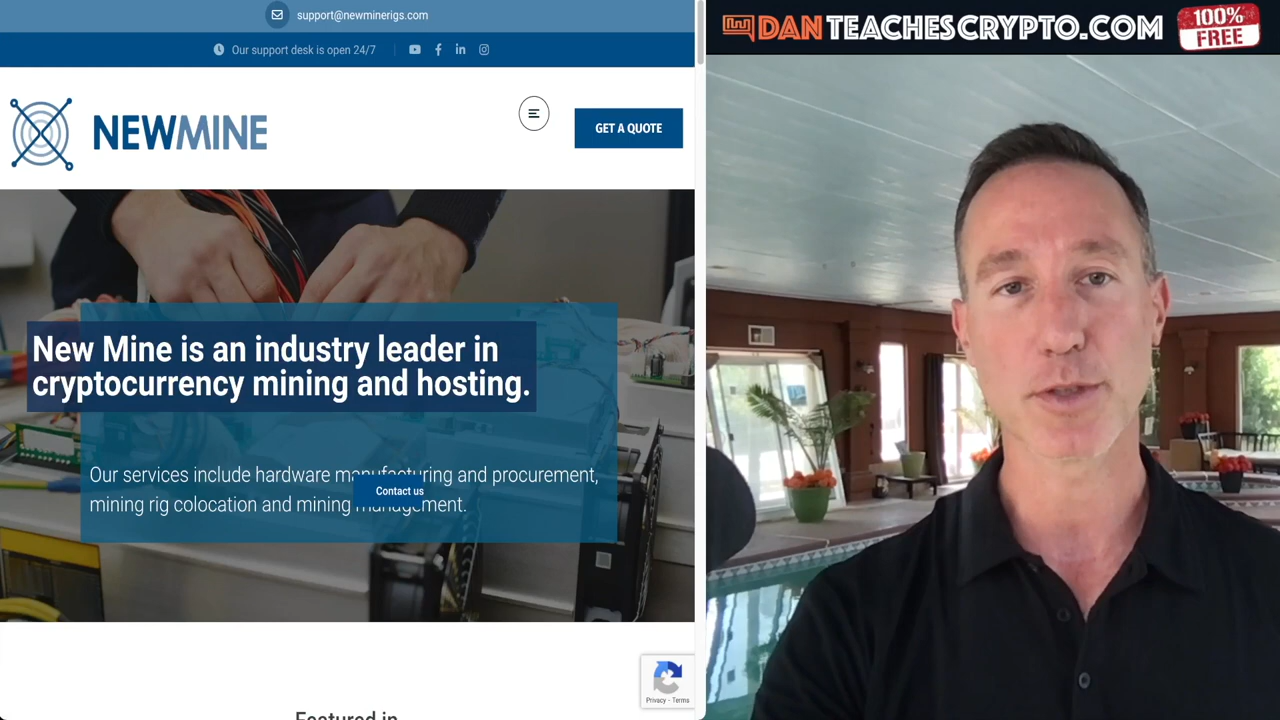 support@newminerigs.com
Our support desk is open 24/7
NEWMINE
GET A QUOTE
New Mine is an industry leader in
cryptocurrency mining and hosting.
Our services include hardware manufacturing and procurement,
mining rig colocation and mining management.
Contact us
Privacy - Terms
Featured in
DANTEACHESCRYPTO.COM
100%
FREE